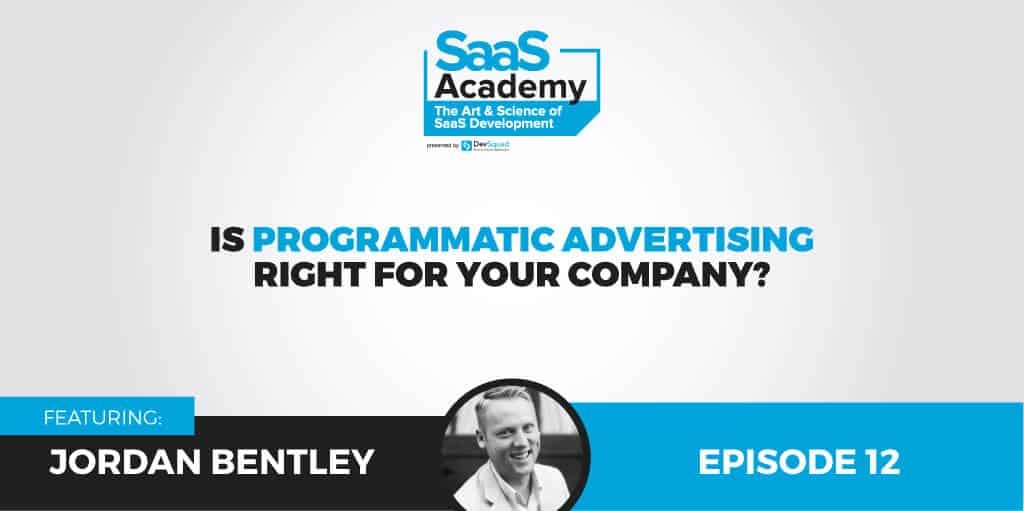 SaaS
Academy
The Art & Science of
SaaS Development
presented by DevSquad
IS PROGRAMMATIC ADVERTISING
RIGHT FOR YOUR COMPANY?
FEATURING:
JORDAN BENTLEY
EPISODE 12